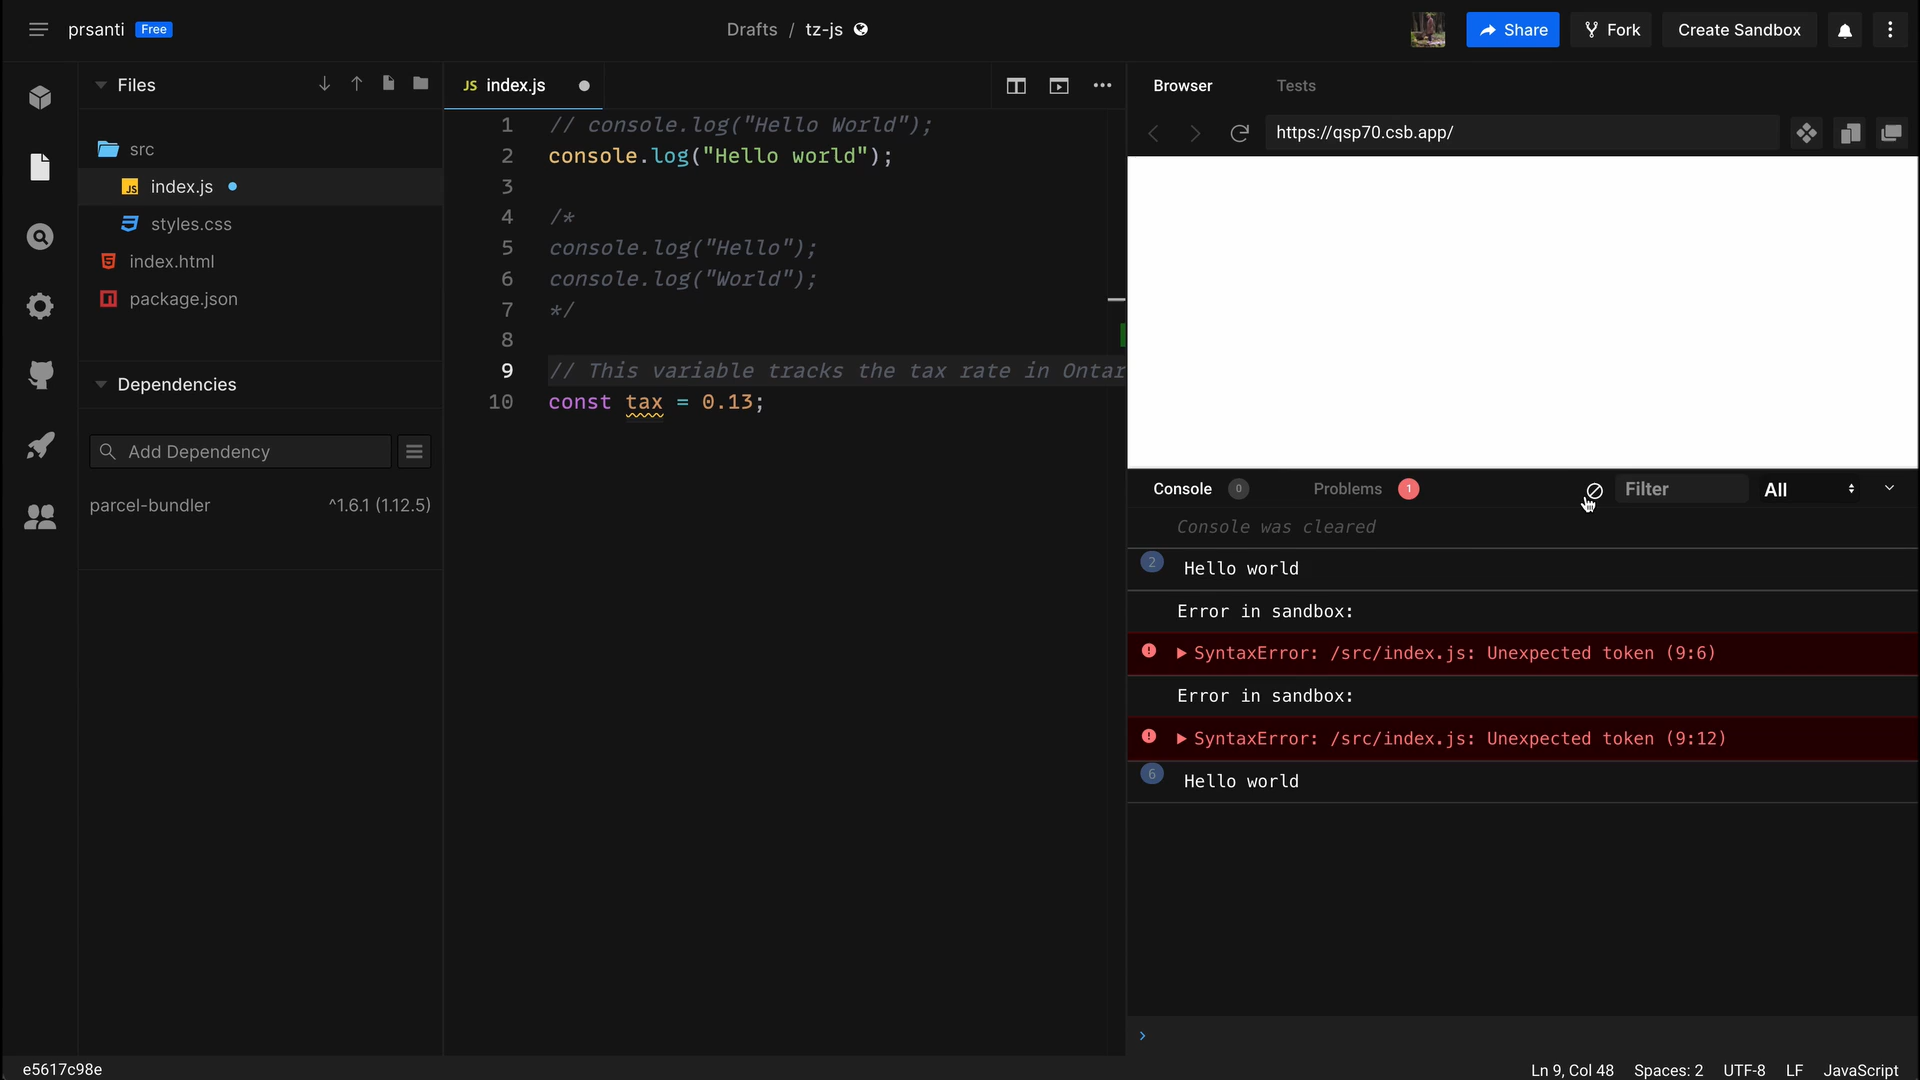 prsanti Free
Drafts / tz-js
Share
Fork
Create Sandbox
Files
src
JS index.js
styles.css
index.html
package.json
Dependencies
Add Dependency
parcel-bundler ^1.6.1 (1.12.5)
JS index.js
1 // console.log("Hello World");
2 console.log("Hello world");
3
4 /*
5 console.log("Hello");
6 console.log("World");
7 */
8
9 // This variable tracks the tax rate in Ontar
10 const tax = 0.13;
Browser Tests
https://qsp70.csb.app/
Console 0 Problems 1 Filter All
Console was cleared
2 Hello world
Error in sandbox:
SyntaxError: /src/index.js: Unexpected token (9:6)
Error in sandbox:
SyntaxError: /src/index.js: Unexpected token (9:12)
6 Hello world
e5617c98e
Ln 9, Col 48 Spaces: 2 UTF-8 LF JavaScript